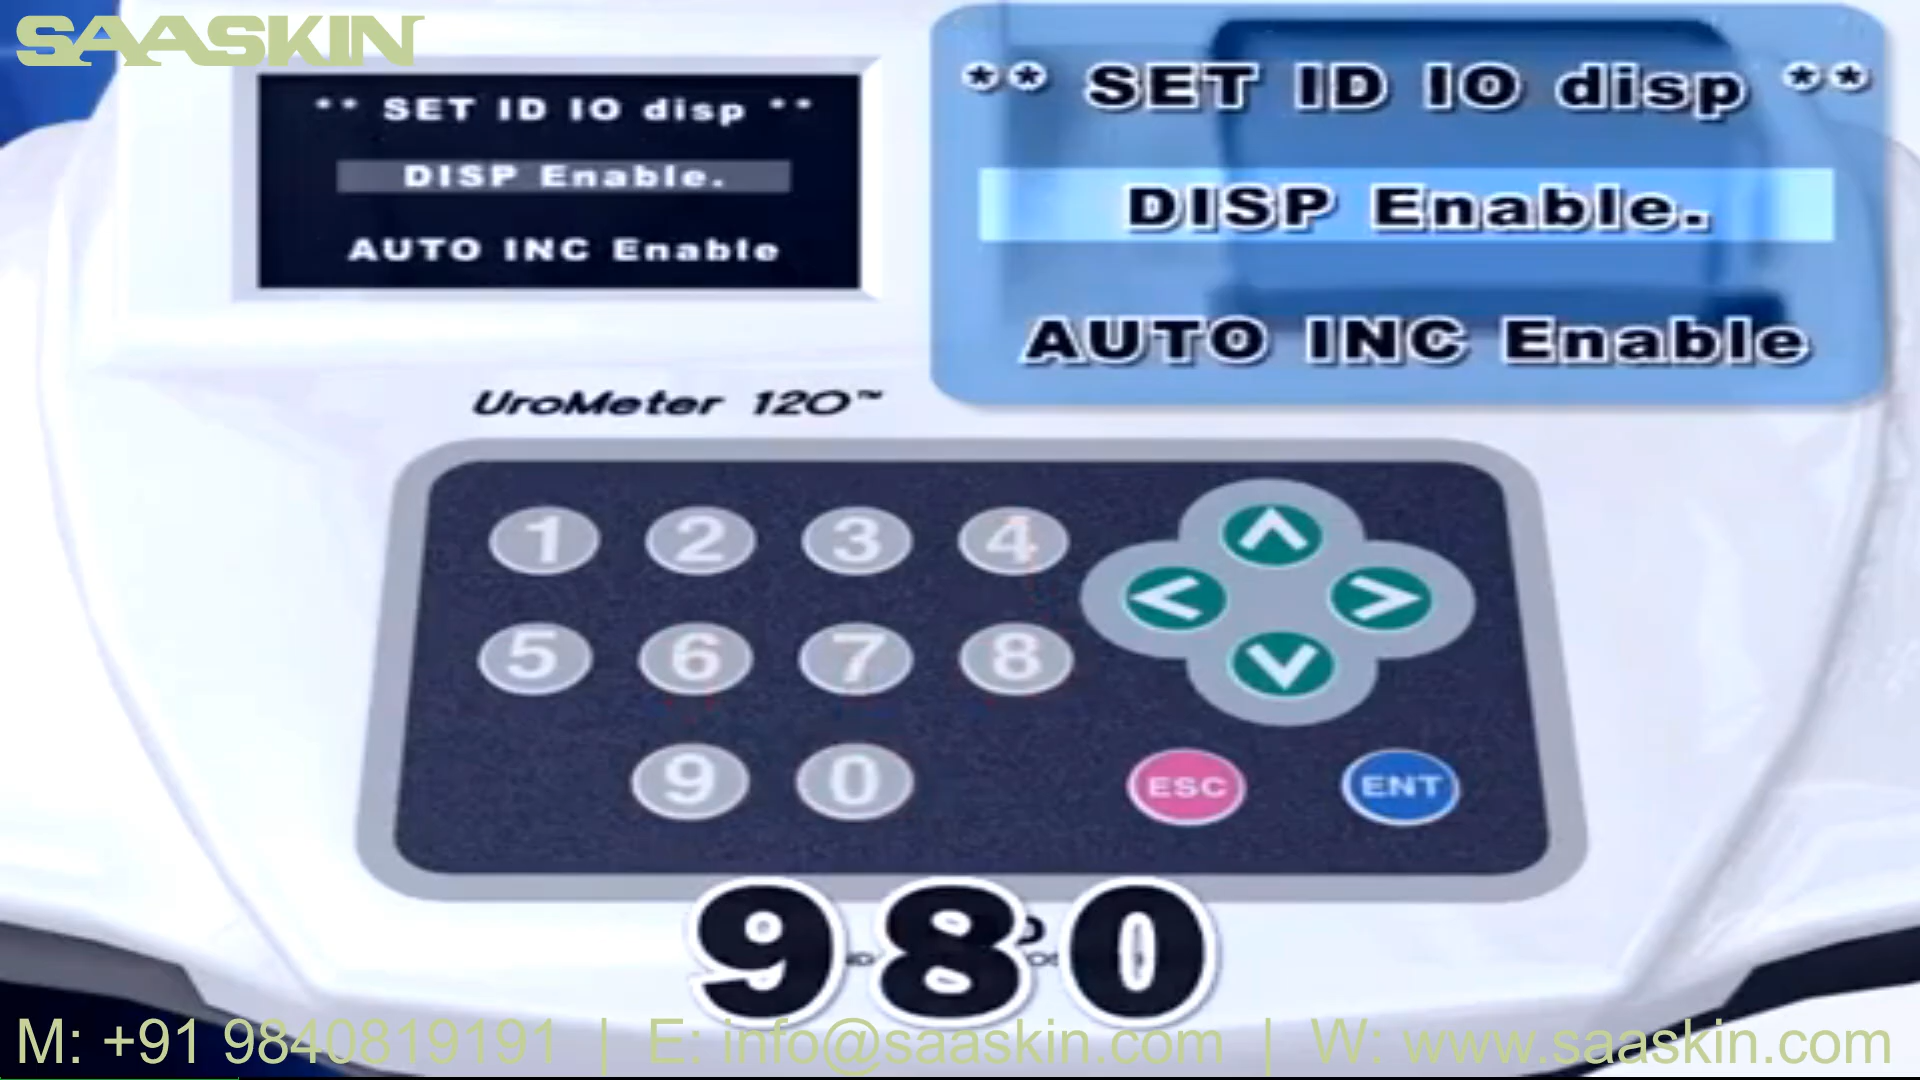 SAASKIN
** SET ID IO disp **
DISP Enable.
AUTO INC Enable
** SET ID IO disp **
DISP Enable.
AUTO INC Enable
UroMeter 120™
1 2 3 4
5 6 7 8
9 0 ESC ENT
980
M: +91 9840819191 | E: info@saaskin.com | W: www.saaskin.com